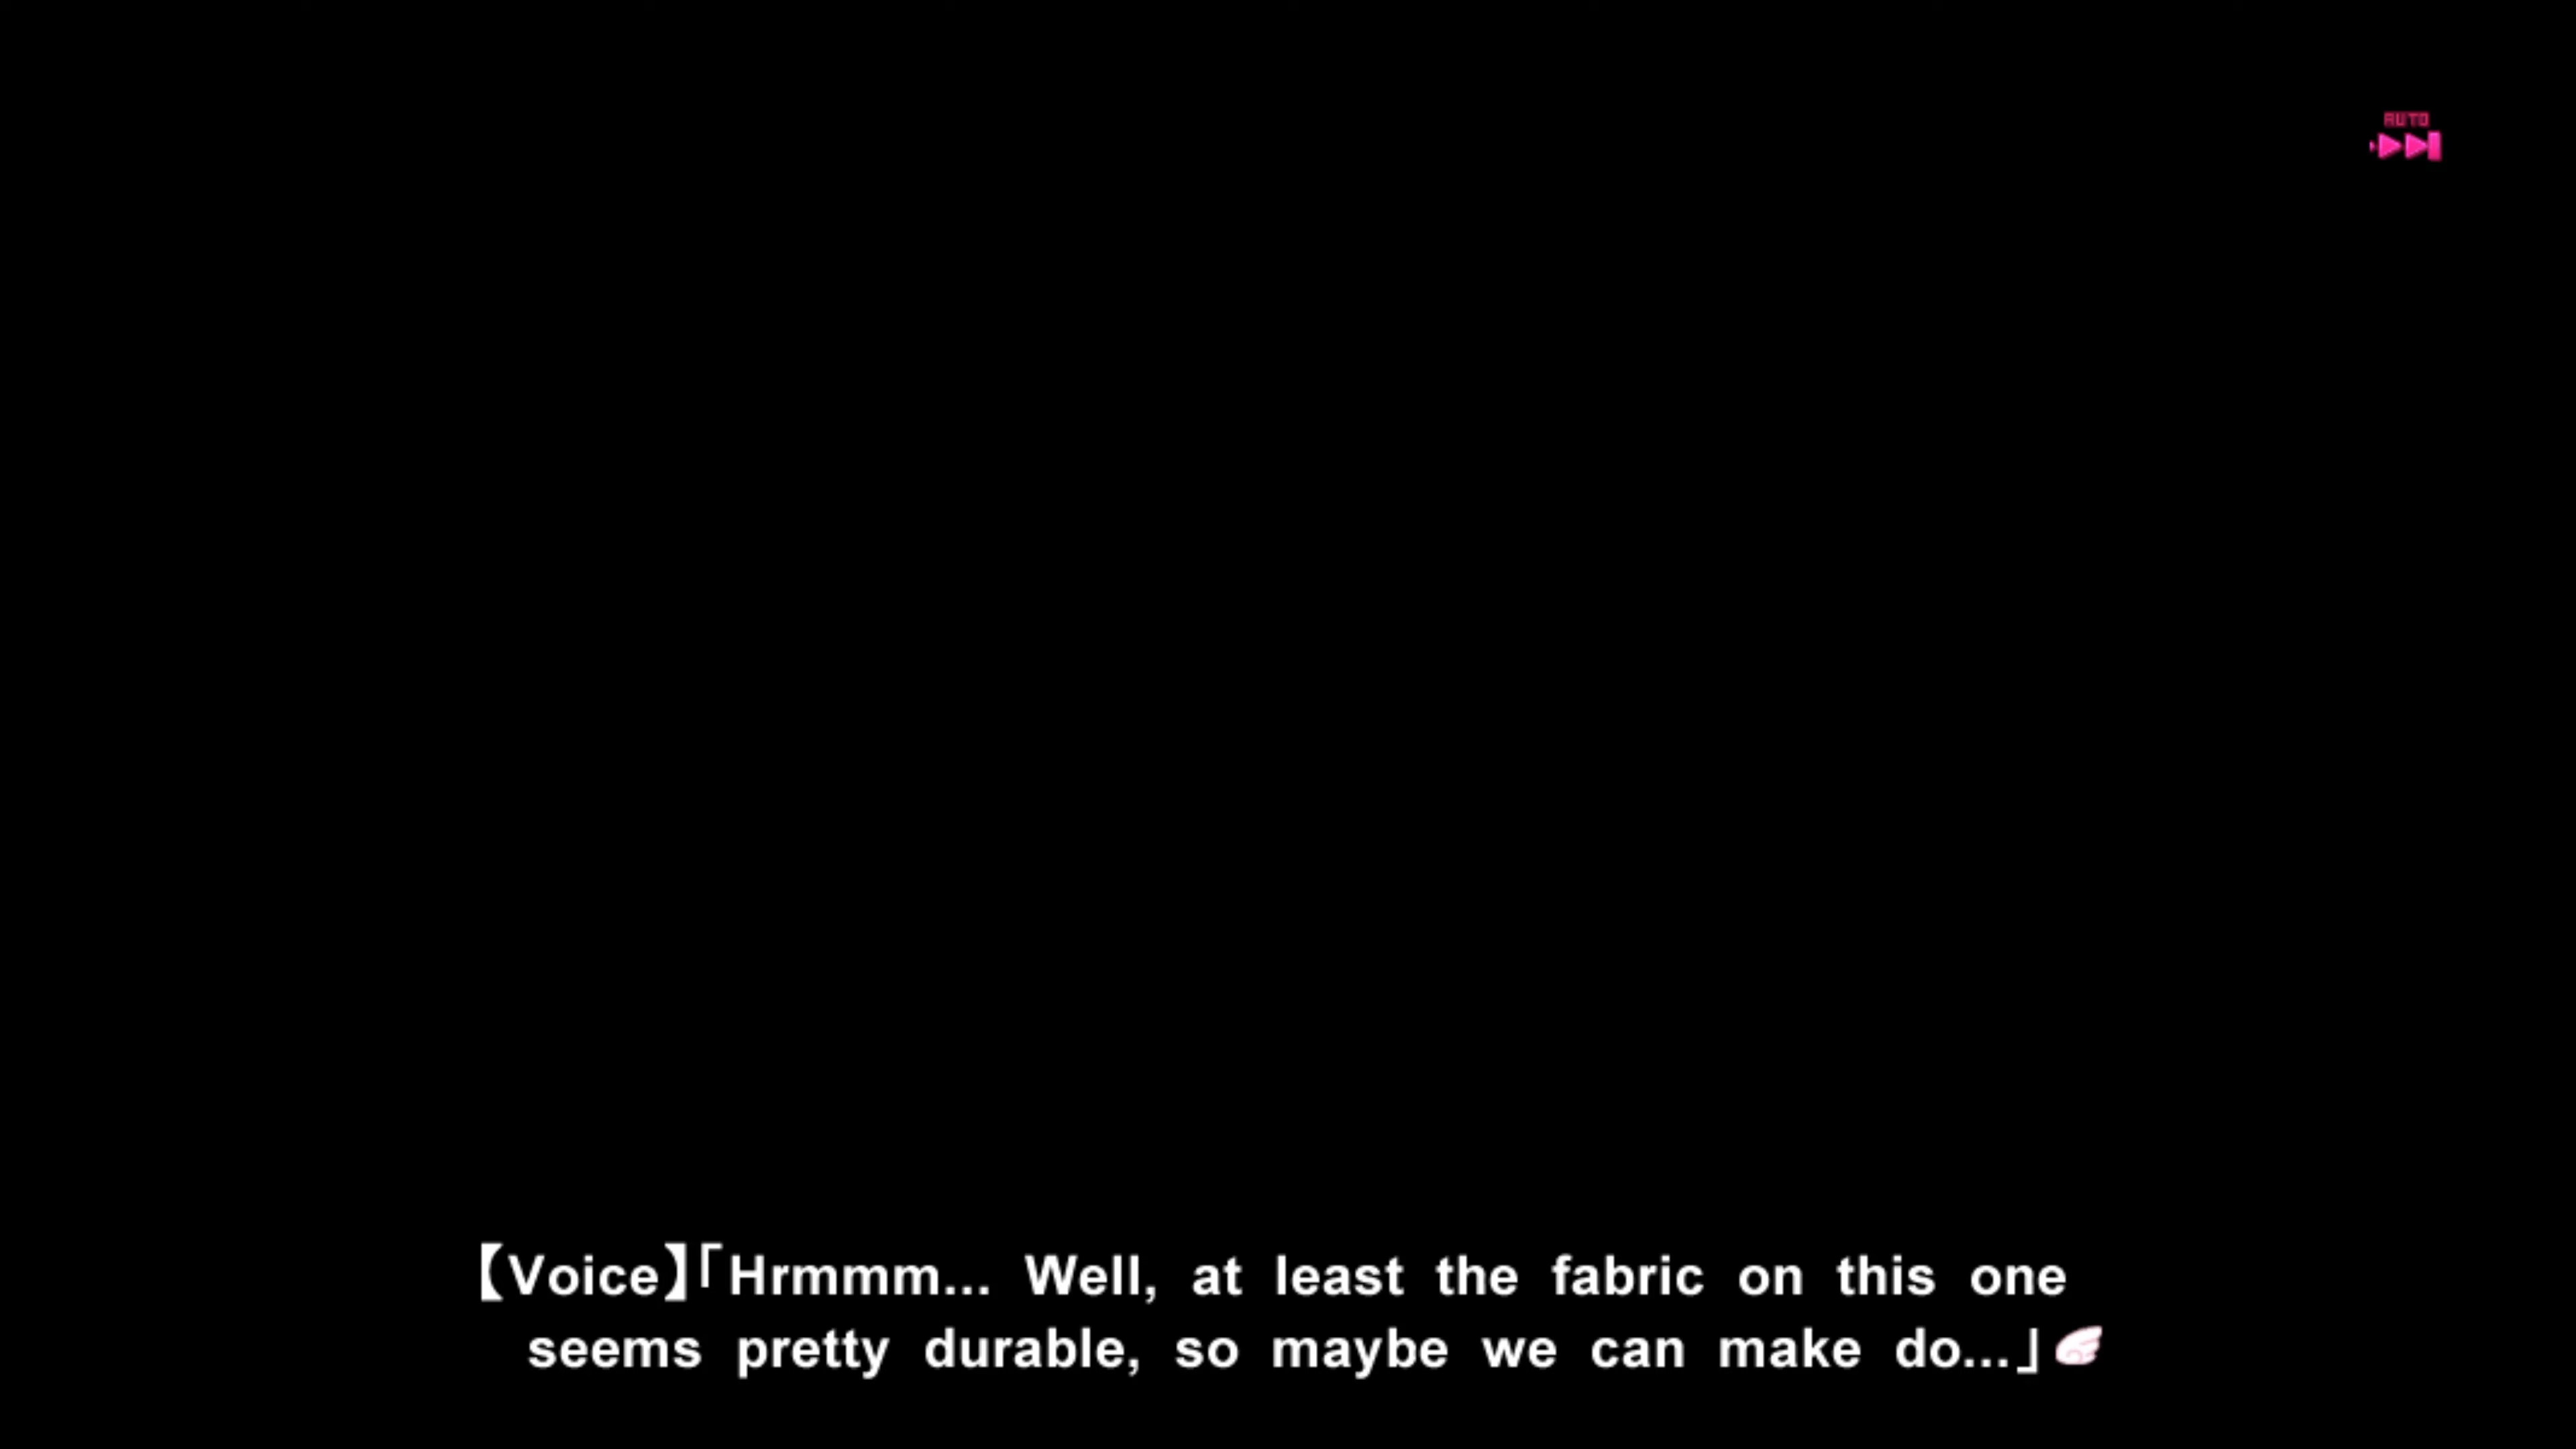 AUTO
【Voice】「Hrmmm... Well, at least the fabric on this one
seems pretty durable, so maybe we can make do...」